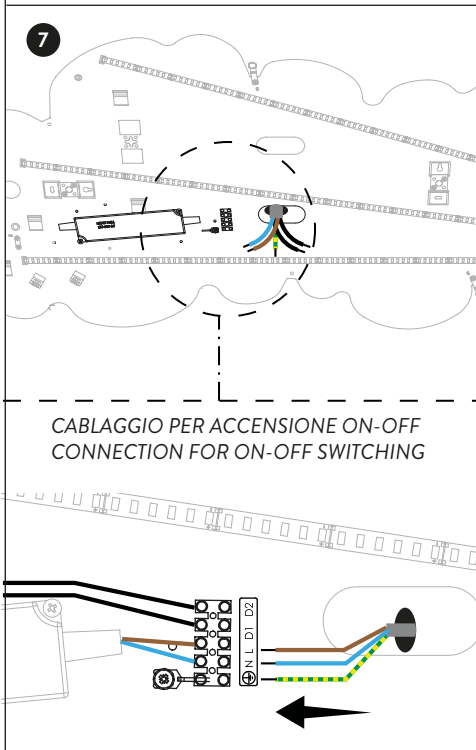 7
CABLAGGIO PER ACCENSIONE ON-OFF
CONNECTION FOR ON-OFF SWITCHING
N L D1 D2